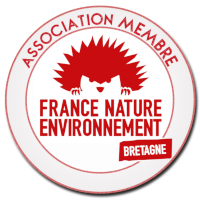 ASSOCIATION MEMBRE
FRANCE NATURE
ENVIRONNEMENT
BRETAGNE